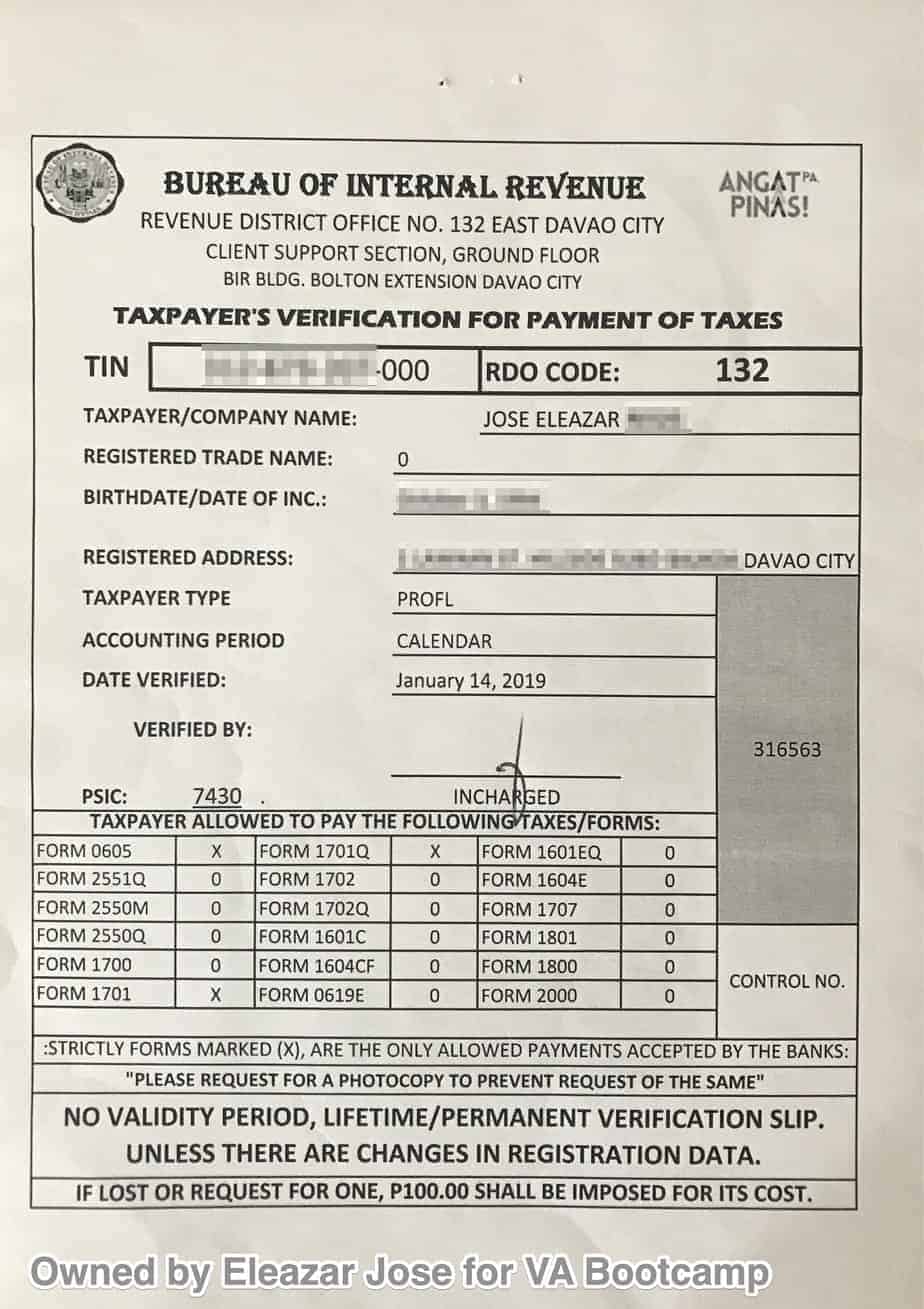 ANGAT PA
PINAS!
BUREAU OF INTERNAL REVENUE
REVENUE DISTRICT OFFICE NO. 132 EAST DAVAO CITY
CLIENT SUPPORT SECTION, GROUND FLOOR
BIR BLDG. BOLTON EXTENSION DAVAO CITY
TAXPAYER'S VERIFICATION FOR PAYMENT OF TAXES
TIN -000 RDO CODE: 132
TAXPAYER/COMPANY NAME: JOSE ELEAZAR
REGISTERED TRADE NAME: 0
BIRTHDATE/DATE OF INC.:
REGISTERED ADDRESS: DAVAO CITY
TAXPAYER TYPE PROFL
ACCOUNTING PERIOD CALENDAR
DATE VERIFIED: January 14, 2019
VERIFIED BY:
316563
PSIC: 7430 . INCHARGED
TAXPAYER ALLOWED TO PAY THE FOLLOWING TAXES/FORMS:
FORM 0605 X FORM 1701Q X FORM 1601EQ 0
FORM 2551Q 0 FORM 1702 0 FORM 1604E 0
FORM 2550M 0 FORM 1702Q 0 FORM 1707 0
FORM 2550Q 0 FORM 1601C 0 FORM 1801 0
FORM 1700 0 FORM 1604CF 0 FORM 1800 0
CONTROL NO.
FORM 1701 X FORM 0619E 0 FORM 2000 0
:STRICTLY FORMS MARKED (X), ARE THE ONLY ALLOWED PAYMENTS ACCEPTED BY THE BANKS:
"PLEASE REQUEST FOR A PHOTOCOPY TO PREVENT REQUEST OF THE SAME"
NO VALIDITY PERIOD, LIFETIME/PERMANENT VERIFICATION SLIP.
UNLESS THERE ARE CHANGES IN REGISTRATION DATA.
IF LOST OR REQUEST FOR ONE, P100.00 SHALL BE IMPOSED FOR ITS COST.
Owned by Eleazar Jose for VA Bootcamp